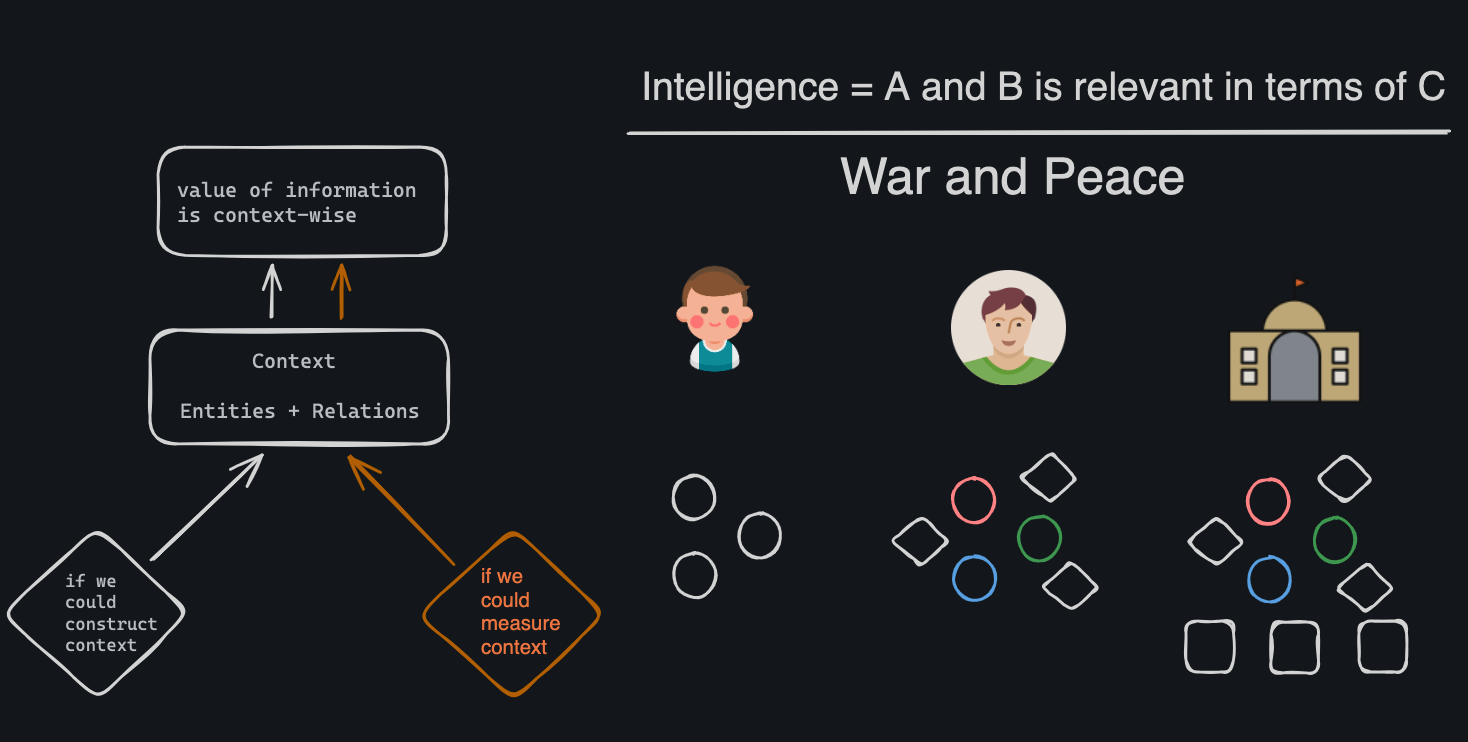 Intelligence = A and B is relevant in terms of C
War and Peace
value of information
is context-wise
Context
Entities + Relations
if we
could
construct
context
if we
could
measure
context